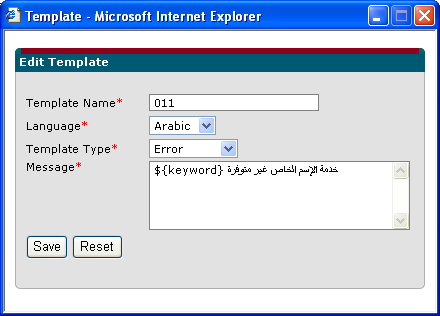 Template - Microsoft Internet Explorer
Edit Template
Template Name* 011
Language* Arabic
Template Type* Error
Message* ${keyword} خدمة الإسم الخاص غير متوفرة
Save Reset